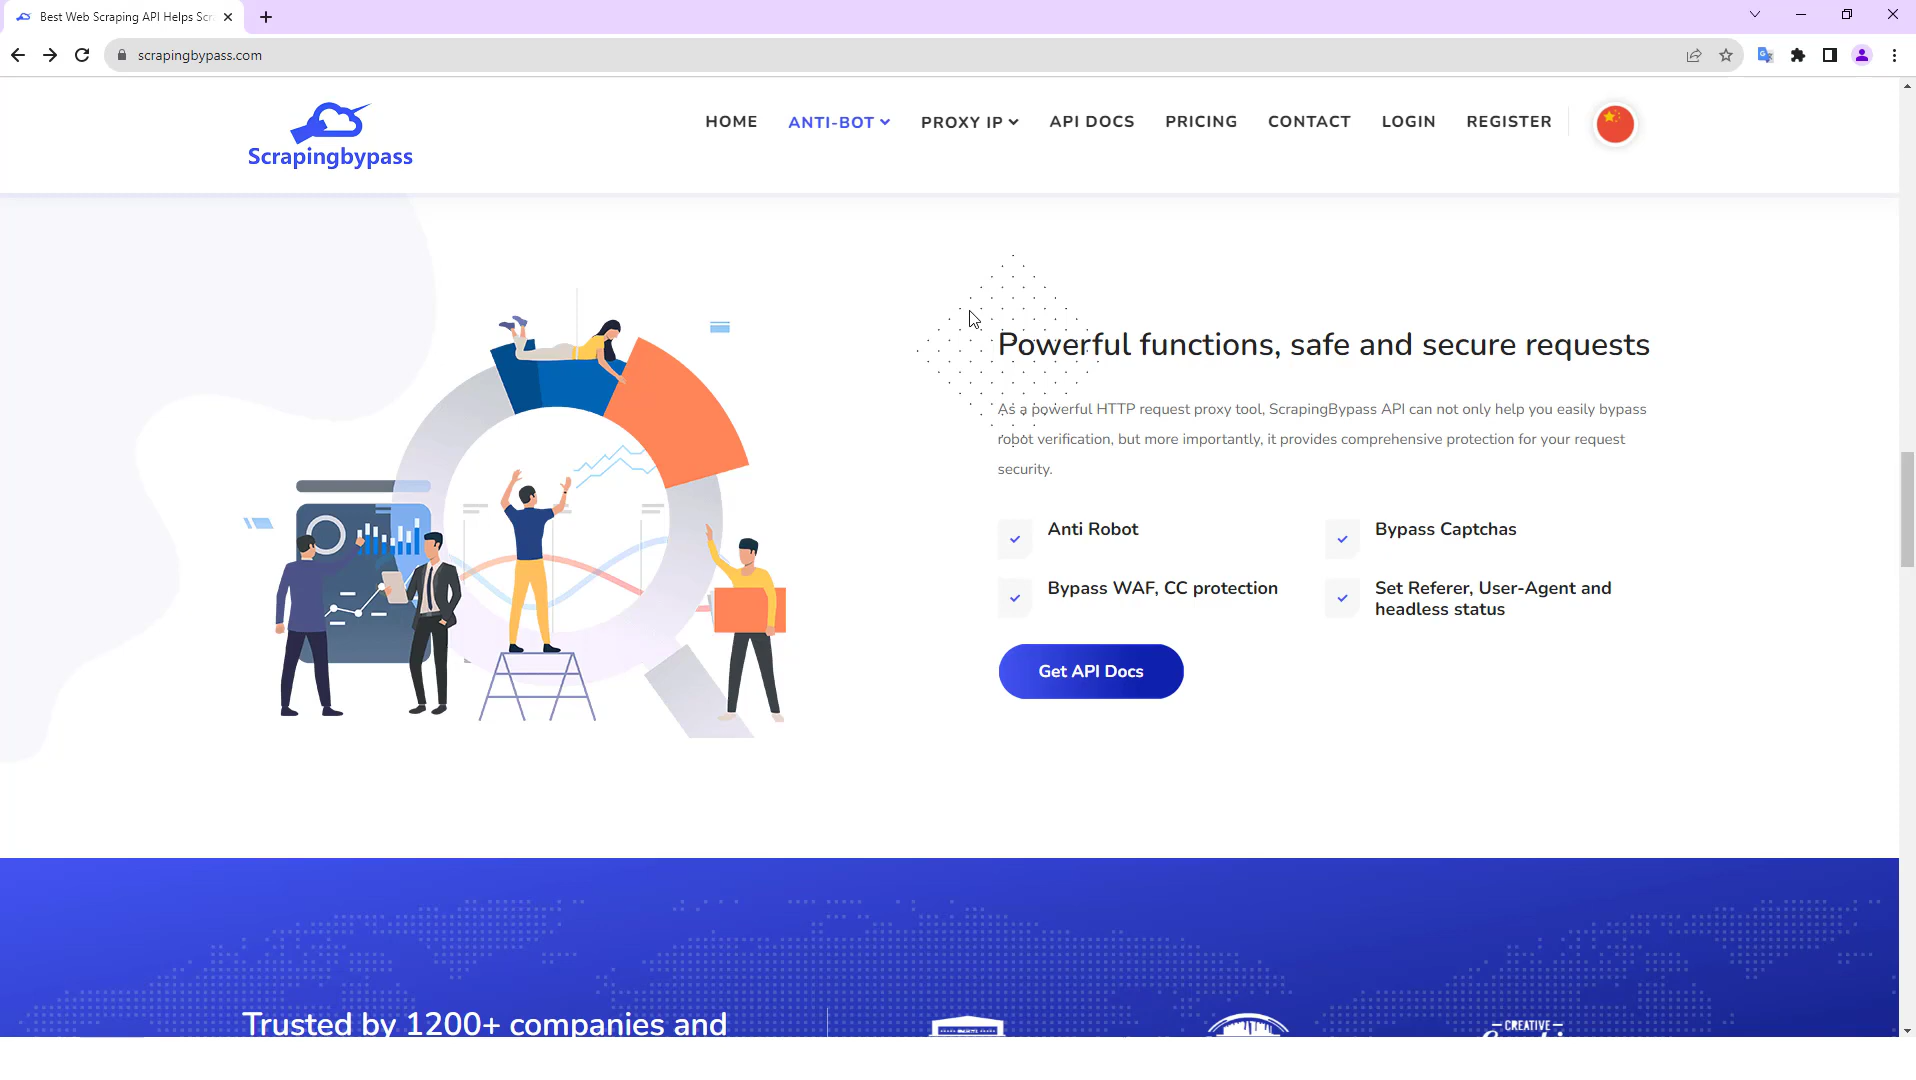 Best Web Scraping API Helps Scr
scrapingbypass.com
Scrapingbypass
HOME
ANTI-BOT
PROXY IP
API DOCS
PRICING
CONTACT
LOGIN
REGISTER
Powerful functions, safe and secure requests
As a powerful HTTP request proxy tool, ScrapingBypass API can not only help you easily bypass
robot verification, but more importantly, it provides comprehensive protection for your request
security.
Anti Robot
Bypass Captchas
Bypass WAF, CC protection
Set Referer, User-Agent and
headless status
Get API Docs
Trusted by 1200+ companies and
CREATIVE